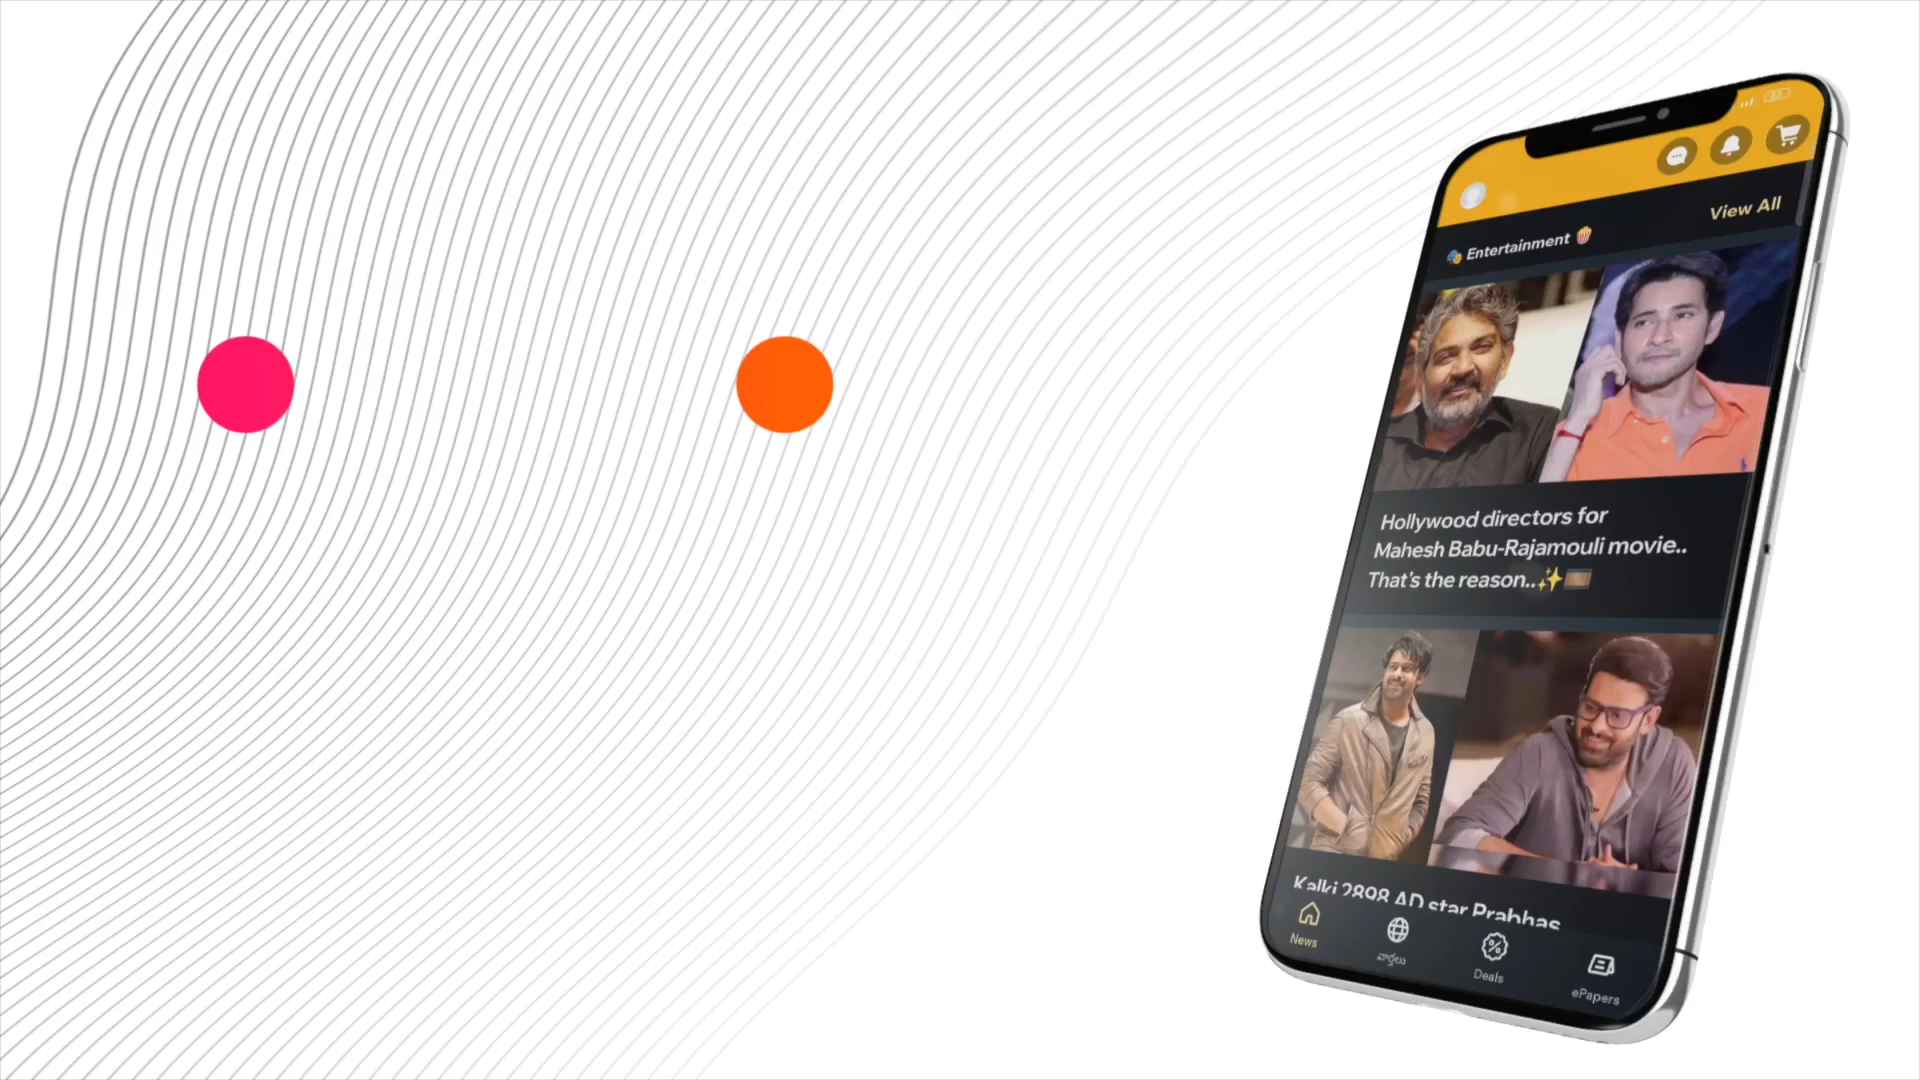 View All
🎭 Entertainment 🍿
Hollywood directors for
Mahesh Babu-Rajamouli movie..
That's the reason..✨🎞️
Kalki 2898 AD star Prabhas
News
వార్తలు
Deals
ePapers